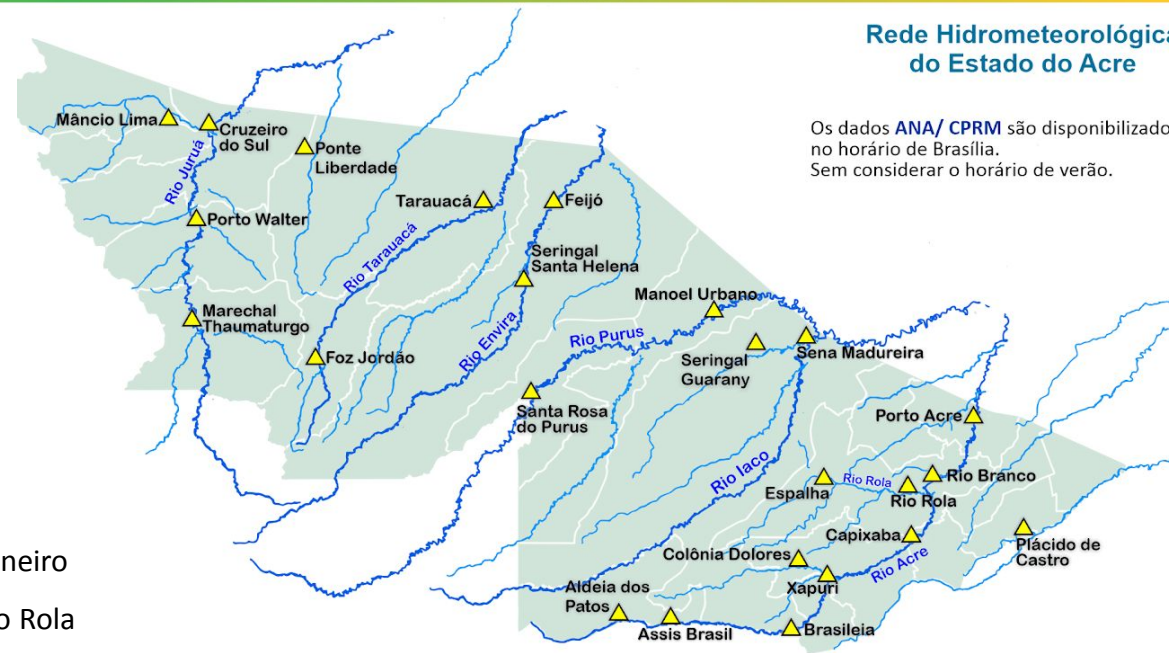 Rede Hidrometeorológica
do Estado do Acre
Os dados ANA/ CPRM são disponibilizado
no horário de Brasília.
Sem considerar o horário de verão.
Mâncio Lima
Cruzeiro
do Sul
Ponte
Liberdade
Rio Juruá
Porto Walter
Tarauacá
Feijó
Rio Tarauacá
Seringal
Santa Helena
Marechal
Thaumaturgo
Foz Jordão
Rio Envira
Manoel Urbano
Rio Purus
Seringal
Guarany
Sena Madureira
Santa Rosa
do Purus
Porto Acre
Rio Iaco
Espalha
Rio Rola
Rio Rola
Rio Branco
Capixaba
Plácido de
Castro
Colônia Dolores
Rio Acre
Xapuri
Aldeia dos
Patos
Assis Brasil
Brasileia
neiro
o Rola